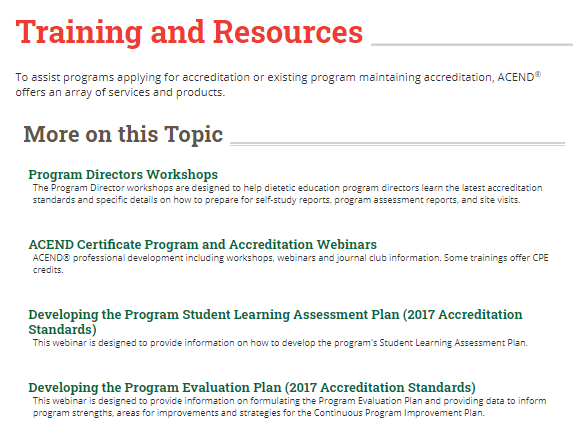 Training and Resources
To assist programs applying for accreditation or existing program maintaining accreditation, ACEND®
offers an array of services and products.
More on this Topic
Program Directors Workshops
The Program Director workshops are designed to help dietetic education program directors learn the latest accreditation
standards and specific details on how to prepare for self-study reports, program assessment reports, and site visits.
ACEND Certificate Program and Accreditation Webinars
ACEND® professional development including workshops, webinars and journal club information. Some trainings offer CPE
credits.
Developing the Program Student Learning Assessment Plan (2017 Accreditation
Standards)
This webinar is designed to provide information on how to develop the program's Student Learning Assessment Plan.
Developing the Program Evaluation Plan (2017 Accreditation Standards)
This webinar is designed to provide information on formulating the Program Evaluation Plan and providing data to inform
program strengths, areas for improvements and strategies for the Continuous Program Improvement Plan.